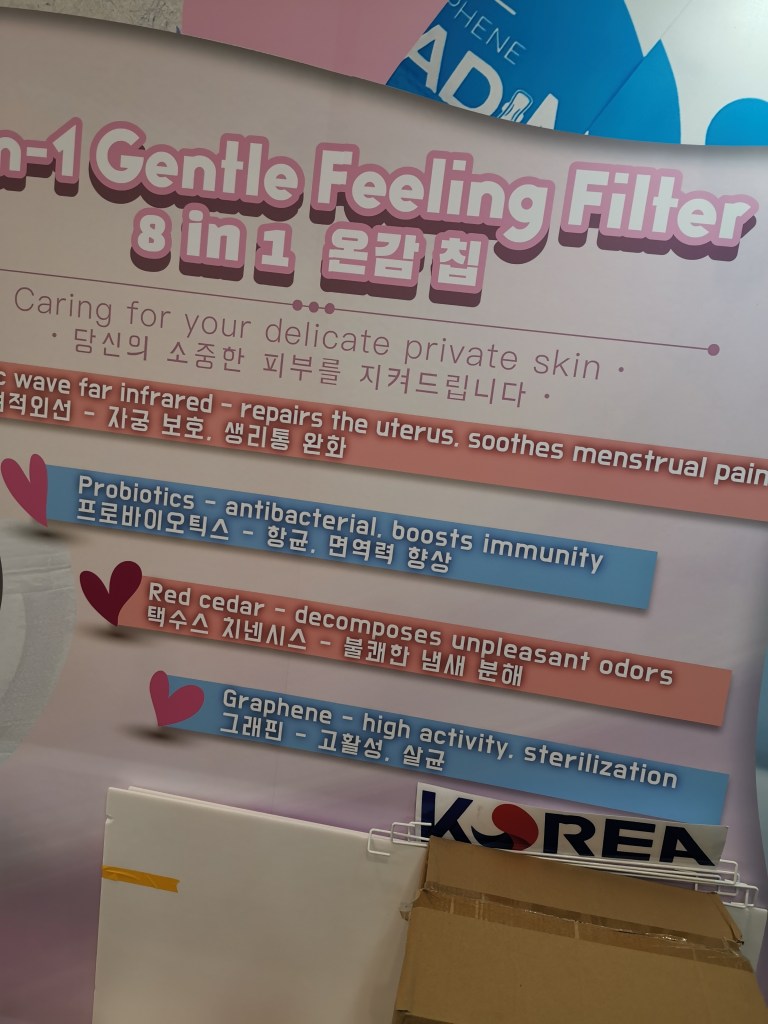 PHENE
n-1 Gentle Feeling Filter
8 in 1 온감 칩
Caring for your delicate private skin ·
· 당신의 소중한 피부를 지켜드립니다 ·
c wave far infrared – repairs the uterus. soothes menstrual pain
적외선 – 자궁 보호. 생리통 완화
Probiotics – antibacterial. boosts immunity
프로바이오틱스 – 항균. 면역력 향상
Red cedar – decomposes unpleasant odors
택수스 치넨시스 – 불쾌한 냄새 분해
Graphene – high activity. sterilization
그래핀 – 고활성. 살균
KOREA